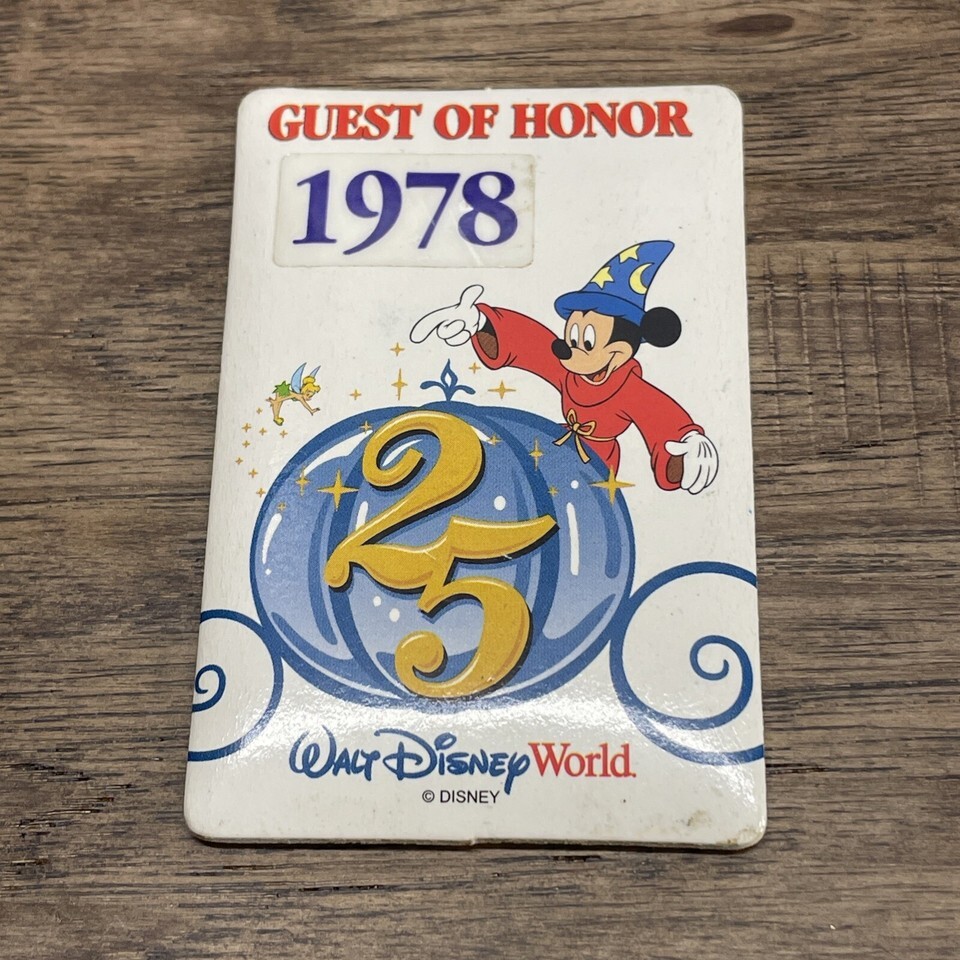 GUEST OF HONOR
1978
25
WALT DISNEY World.
© DISNEY